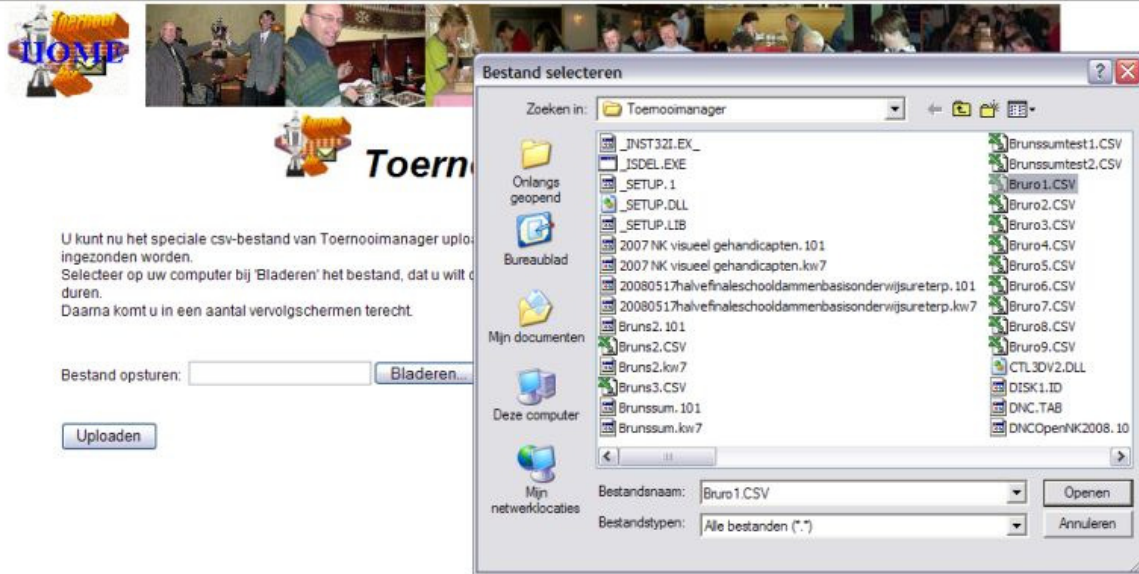 Toernooi
HOME
Toern
U kunt nu het speciale csv-bestand van Toernooimanager
ingezonden worden.
Selecteer op uw computer bij 'Bladeren' het bestand, dat u wilt
duren.
Daarna komt u in een aantal vervolgschermen terecht.
Bestand opsturen:
Bladeren...
Uploaden
Bestand selecteren
Zoeken in:
Toernooimanager
Onlangs
geopend
Bureaublad
Mijn documenten
Deze computer
Mijn
netwerklocaties
_INST32I.EX_
_ISDEL.EXE
_SETUP.1
_SETUP.DLL
_SETUP.LIB
2007 NK visueel gehandicapten.101
2007 NK visueel gehandicapten.kw7
20080517halvefinaleschooldammenbasisonderwijsureterp.101
20080517halvefinaleschooldammenbasisonderwijsureterp.kw7
Bruns2.101
Bruns2.CSV
Bruns2.kw7
Bruns3.CSV
Brunssum.101
Brunssum.kw7
Brunssumtest1.CSV
Brunssumtest2.CSV
Bruro1.CSV
Bruro2.CSV
Bruro3.CSV
Bruro4.CSV
Bruro5.CSV
Bruro6.CSV
Bruro7.CSV
Bruro8.CSV
Bruro9.CSV
CTL3DV2.DLL
DISK1.ID
DNC.TAB
DNCOpenNK2008.10
Bestandsnaam:
Bruro1.CSV
Openen
Bestandstypen:
Alle bestanden (*.*)
Annuleren